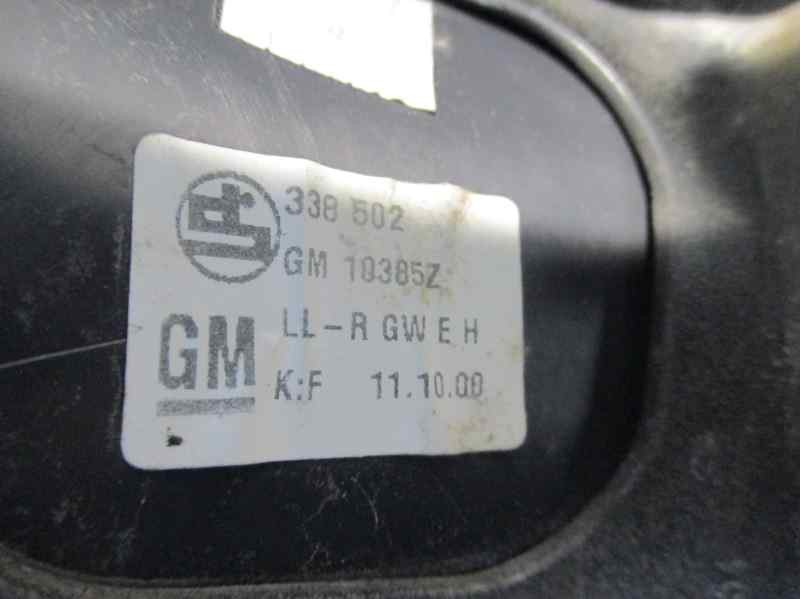 338 502
GM 10385Z
GM LL-R GW E H
K:F 11.10.00